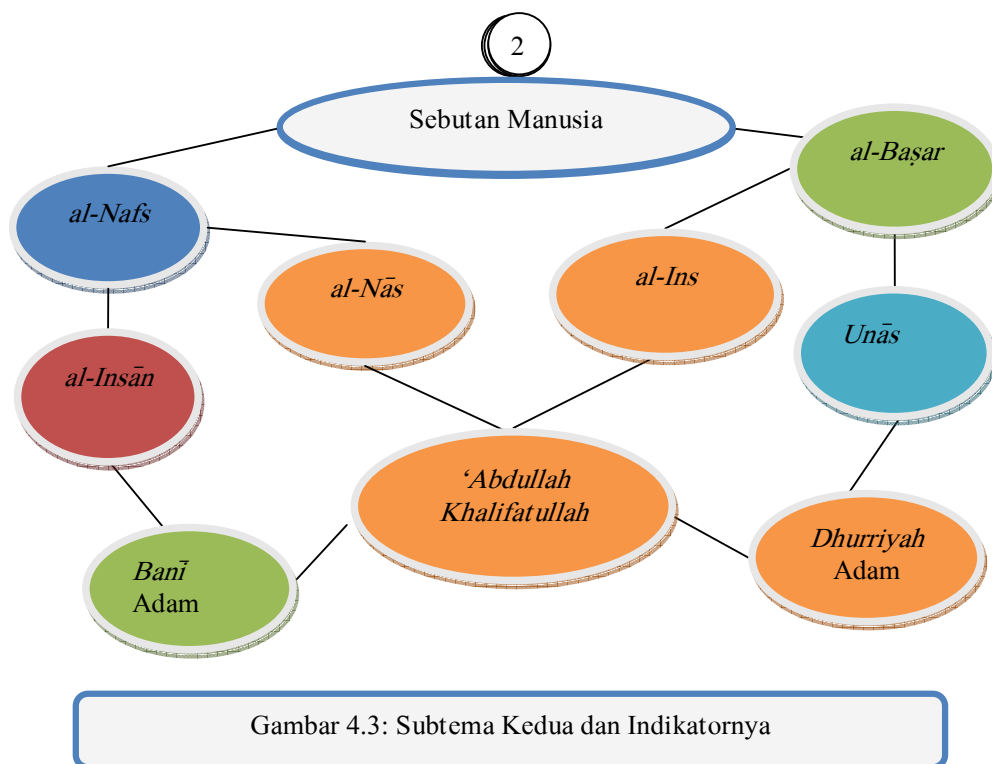 2
Sebutan Manusia
al-Baṣar
al-Nafs
al-Nās
al-Ins
Unās
al-Insān
‘Abdullah
Khalifatullah
Dhurriyah
Adam
Banī
Adam
Gambar 4.3: Subtema Kedua dan Indikatornya